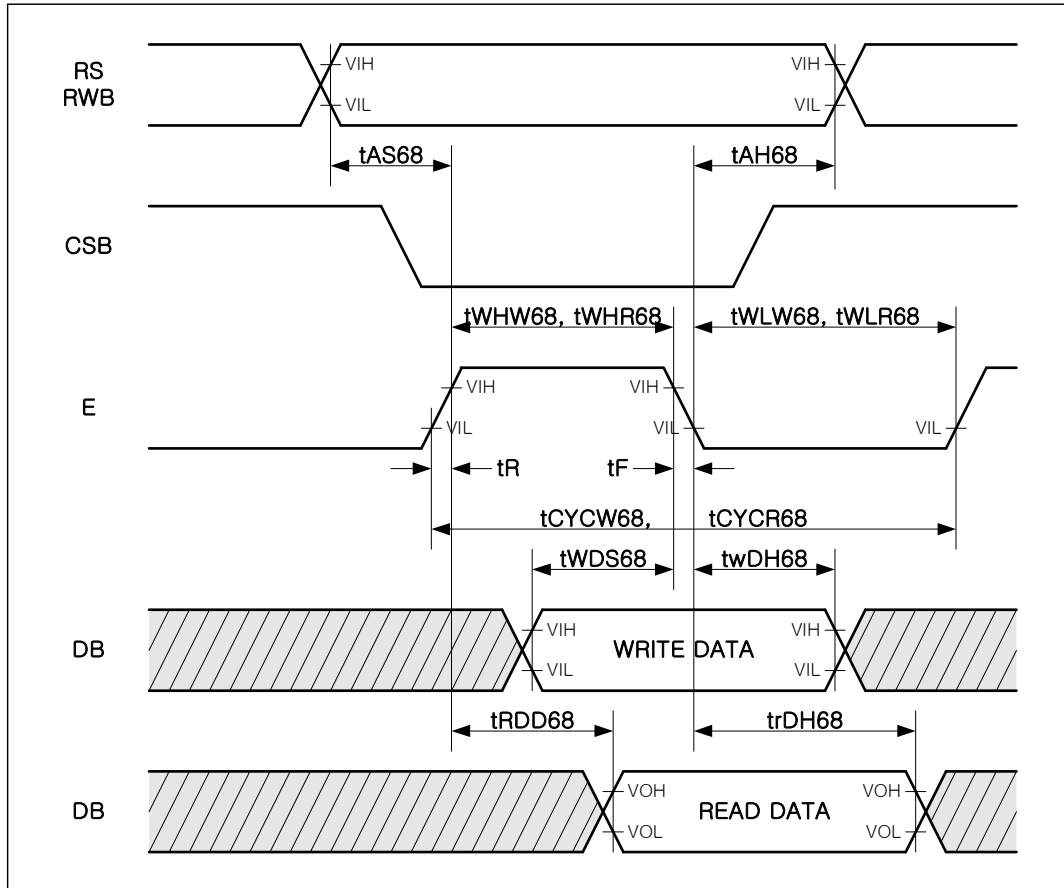 RS
RWB
VIH
VIH
VIL
VIL
tAS68
tAH68
CSB
tWHW68, tWHR68
tWLW68, tWLR68
E
VIH
VIH
VIL
VIL
VIL
tR
tF
tCYCW68, tCYCR68
tWDS68
twDH68
DB
VIH
WRITE DATA
VIH
VIL
VIL
tRDD68
trDH68
DB
VOH
READ DATA
VOH
VOL
VOL